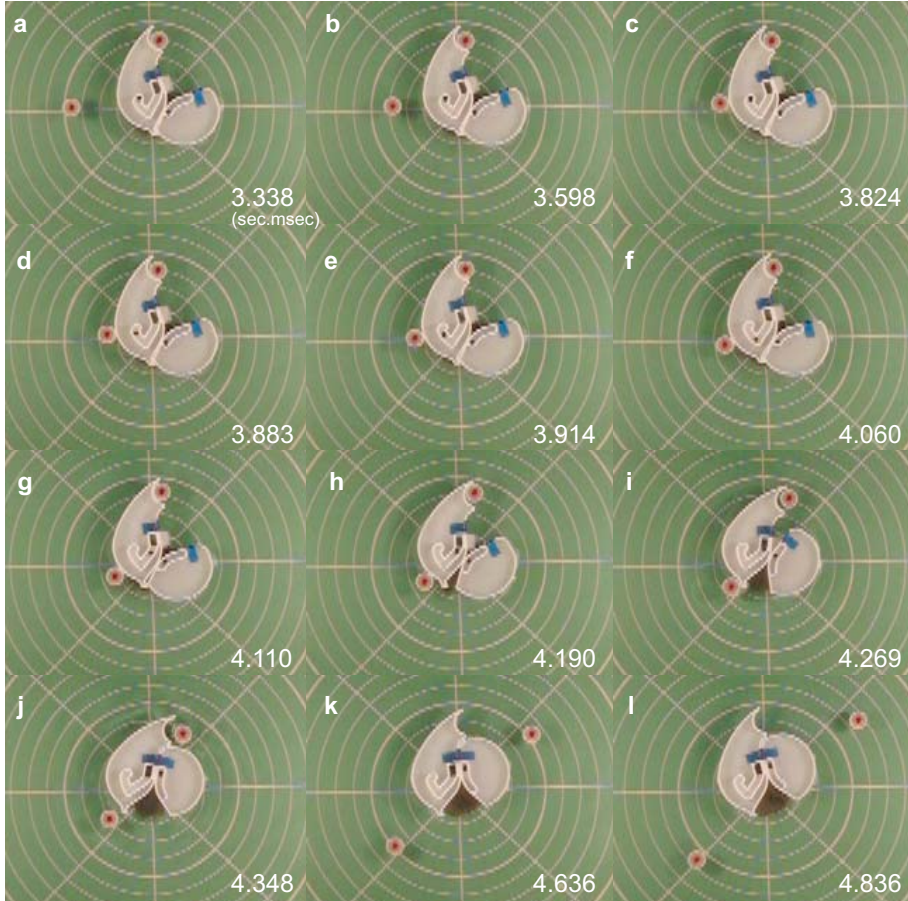 a b c
3.338 3.598 3.824
(sec.msec)
d e f
3.883 3.914 4.060
g h i
4.110 4.190 4.269
j k l
4.348 4.636 4.836